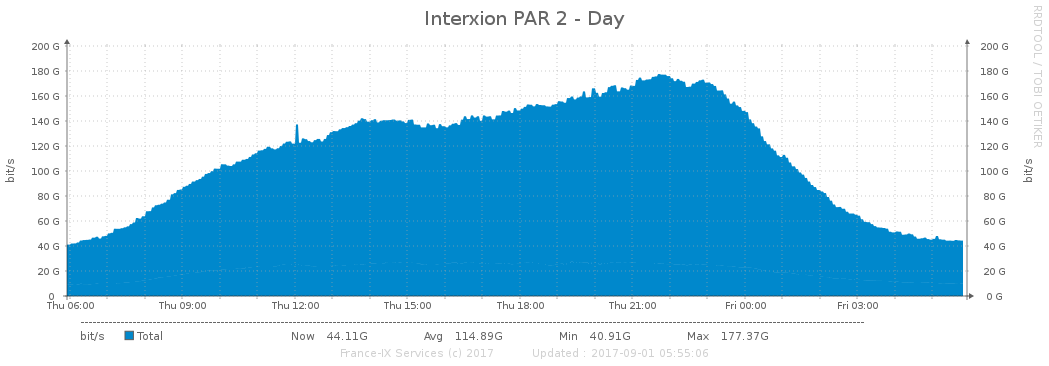 Interxion PAR 2 - Day
RRDTOOL / TOBI OETIKER
200 G 200 G
180 G 180 G
160 G 160 G
140 G 140 G
120 G 120 G
100 G 100 G
80 G 80 G
60 G 60 G
40 G 40 G
20 G 20 G
0 0 G
bit/s bit/s
Thu 06:00 Thu 09:00 Thu 12:00 Thu 15:00 Thu 18:00 Thu 21:00 Fri 00:00 Fri 03:00
bit/s Total Now 44.11G Avg 114.89G Min 40.91G Max 177.37G
France-IX Services (c) 2017 Updated : 2017-09-01 05:55:06